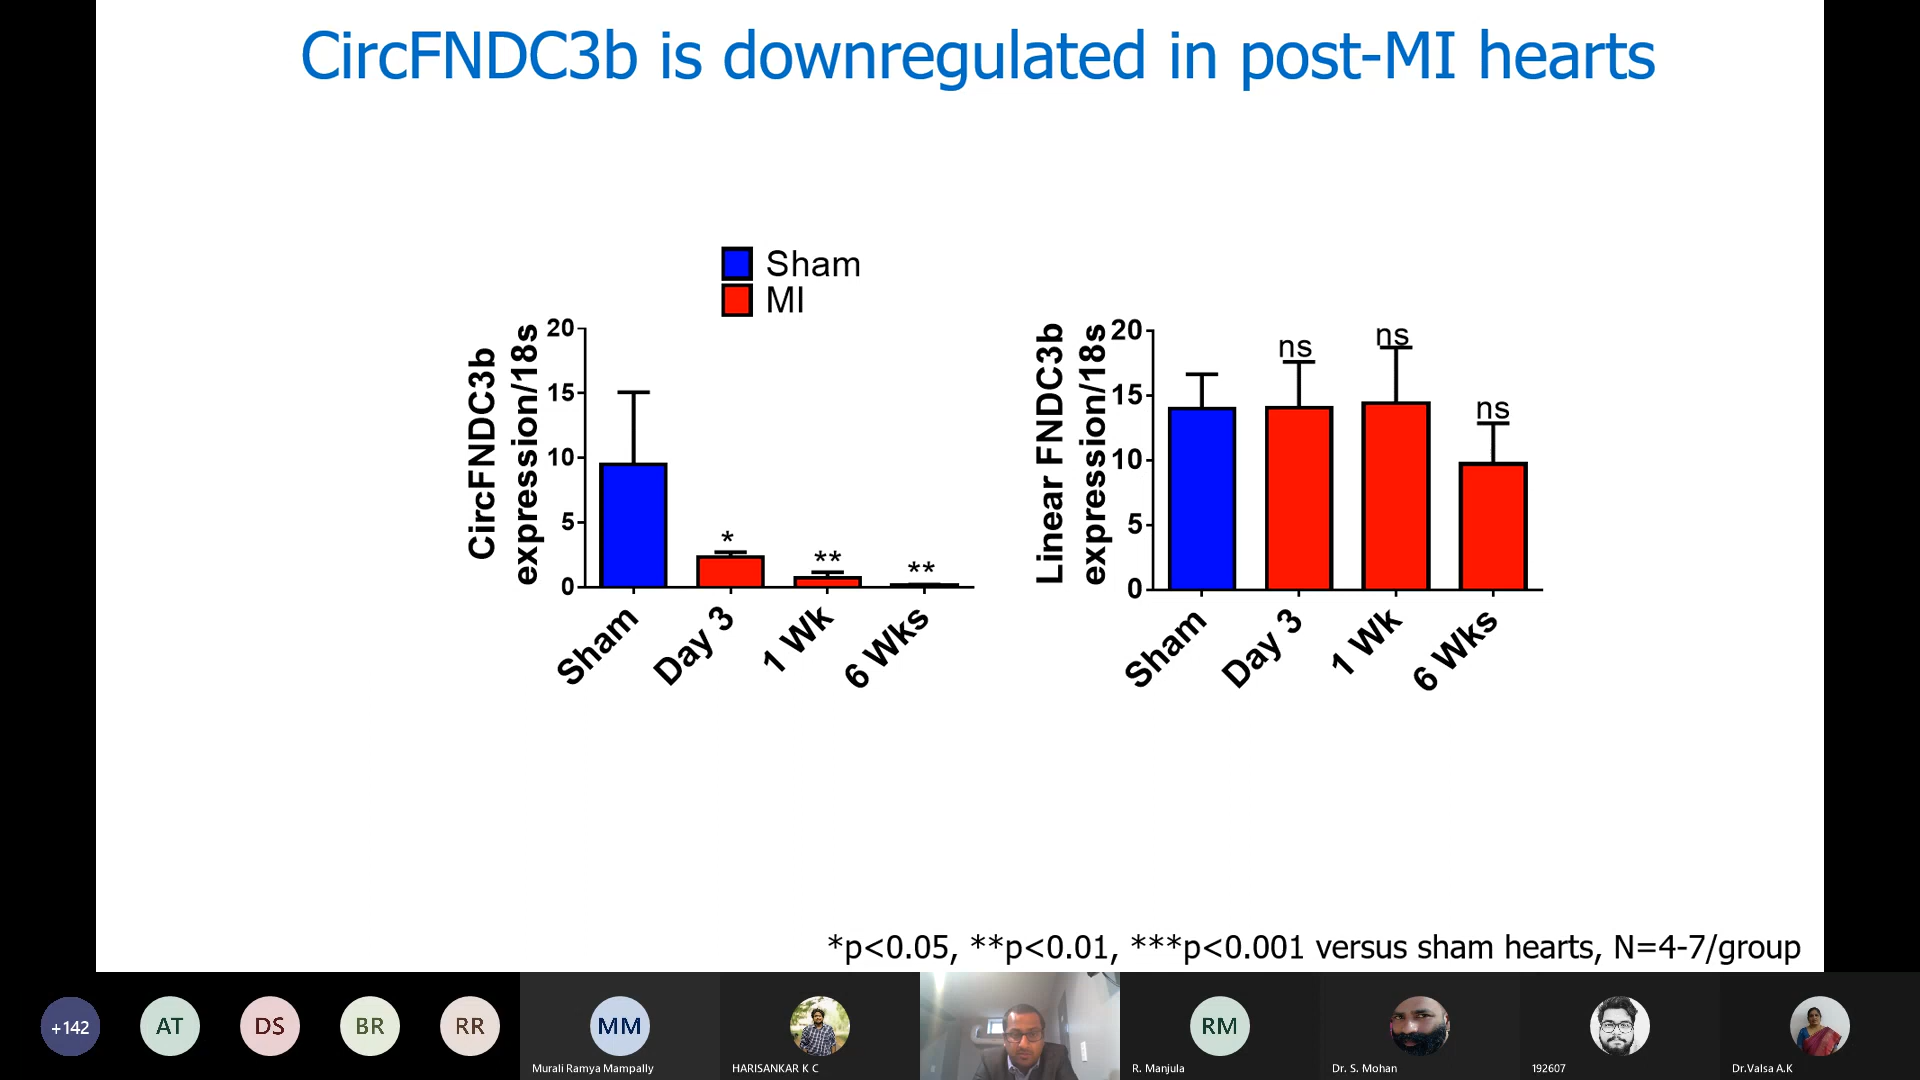 CircFNDC3b is downregulated in post-MI hearts
Sham
MI
CircFNDC3b
expression/18s
20
15
10
5
0
*
**
**
Sham
Day 3
1 Wk
6 Wks
Linear FNDC3b
expression/18s
20
15
10
5
0
ns
ns
ns
Sham
Day 3
1 Wk
6 Wks
*p<0.05, **p<0.01, ***p<0.001 versus sham hearts, N=4-7/group
+142
AT
DS
BR
RR
MM
RM
Murali Ramya Mampally
HARISANKAR K C
R. Manjula
Dr. S. Mohan
192607
Dr.Valsa A.K